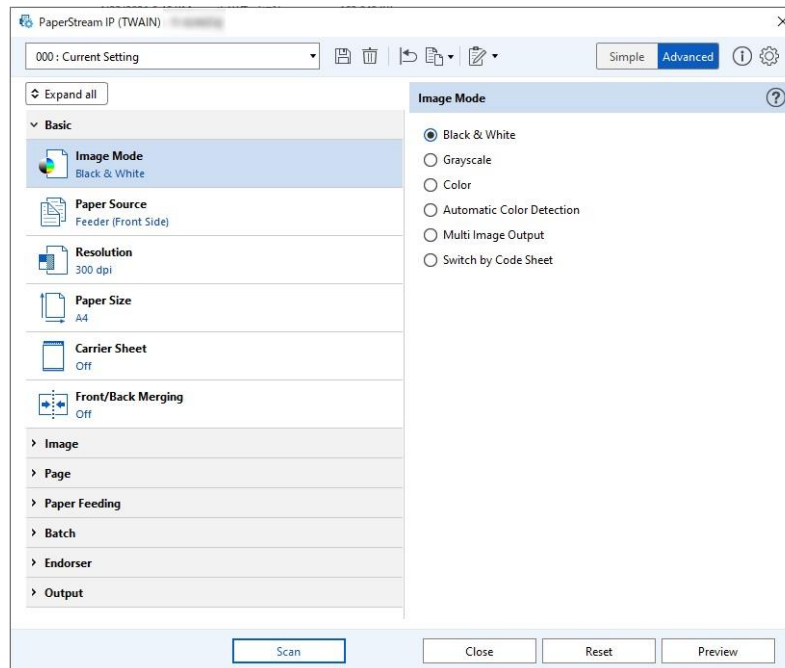 PaperStream IP (TWAIN)
000 : Current Setting
Simple
Advanced
Expand all
Image Mode
Basic
Image Mode
Black & White
Paper Source
Feeder (Front Side)
Resolution
300 dpi
Paper Size
A4
Carrier Sheet
Off
Front/Back Merging
Off
Image
Page
Paper Feeding
Batch
Endorser
Output
Black & White
Grayscale
Color
Automatic Color Detection
Multi Image Output
Switch by Code Sheet
Scan
Close
Reset
Preview